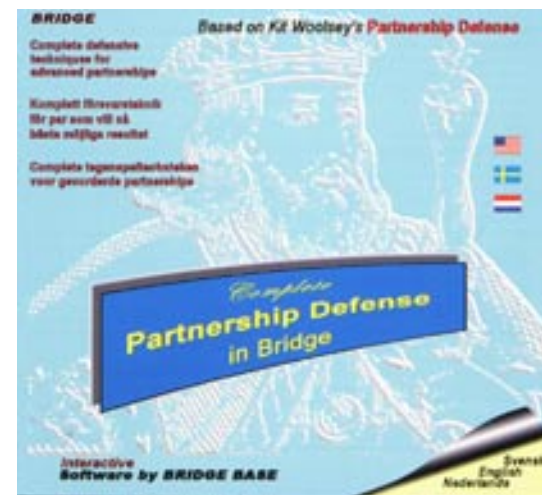 BRIDGE
Based on Kit Woolsey's Partnership Defense
Complete defensive
techniques for
advanced partnerships
Komplett försvarsteknik
för par som vill nå
bästa möjliga resultat
Complete tegenspeltechnieken
voor gevorderde partnerships
Complete
Partnership Defense
in Bridge
Interactive
Software by BRIDGE BASE
Svensk
English
Nederlands